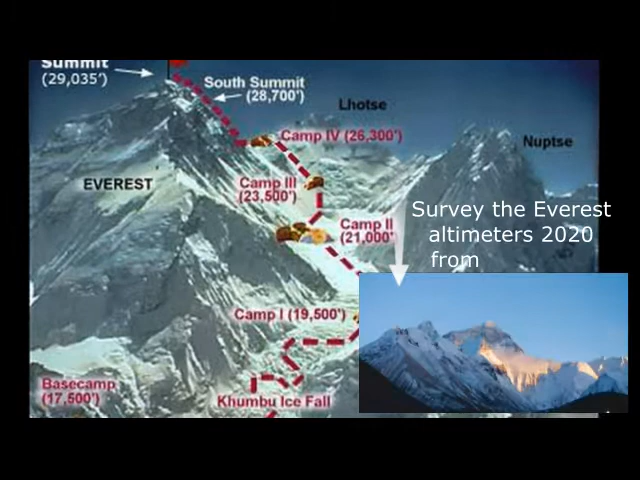 Summit
(29,035')
South Summit
(28,700')
Lhotse
Camp IV (26,300')
Nuptse
EVEREST
Camp III
(23,500')
Survey the Everest
altimeters 2020
from
Camp II
(21,000'
Camp I (19,500')
Basecamp
(17,500')
Khumbu Ice Fall